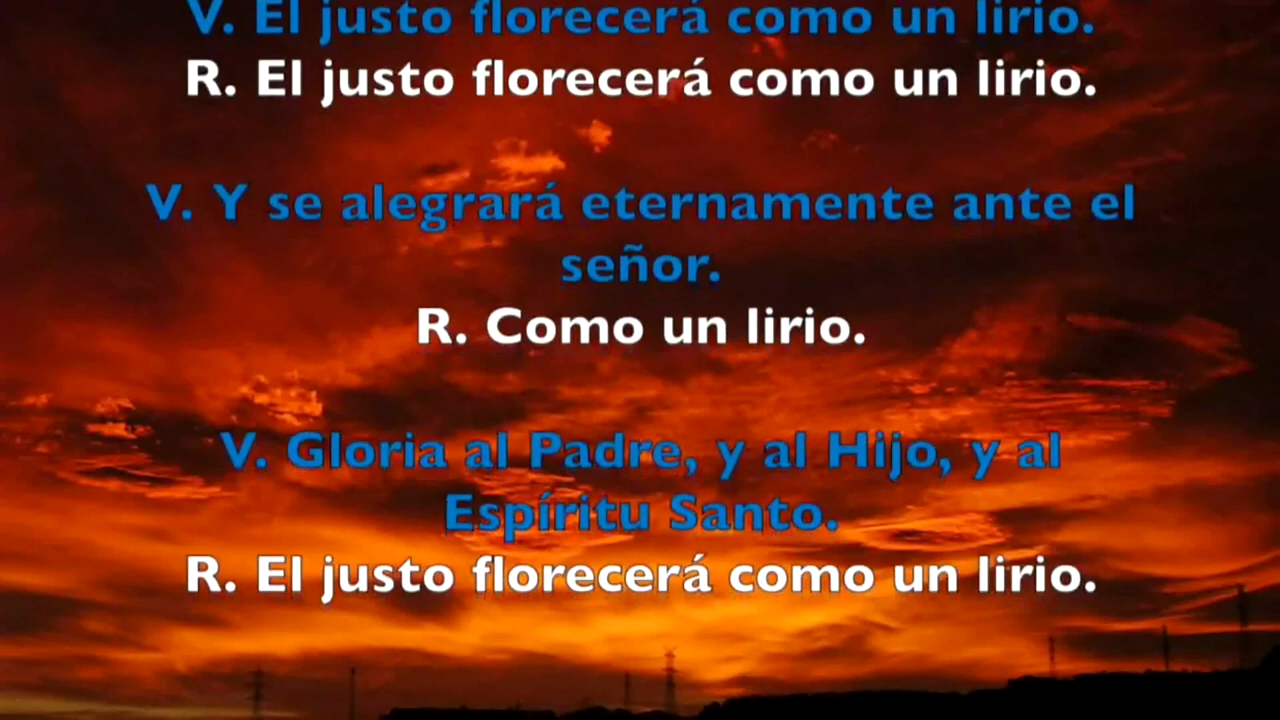 V. El justo florecerá como un lirio.
R. El justo florecerá como un lirio.
V. Y se alegrará eternamente ante el
señor.
R. Como un lirio.
V. Gloria al Padre, y al Hijo, y al
Espíritu Santo.
R. El justo florecerá como un lirio.